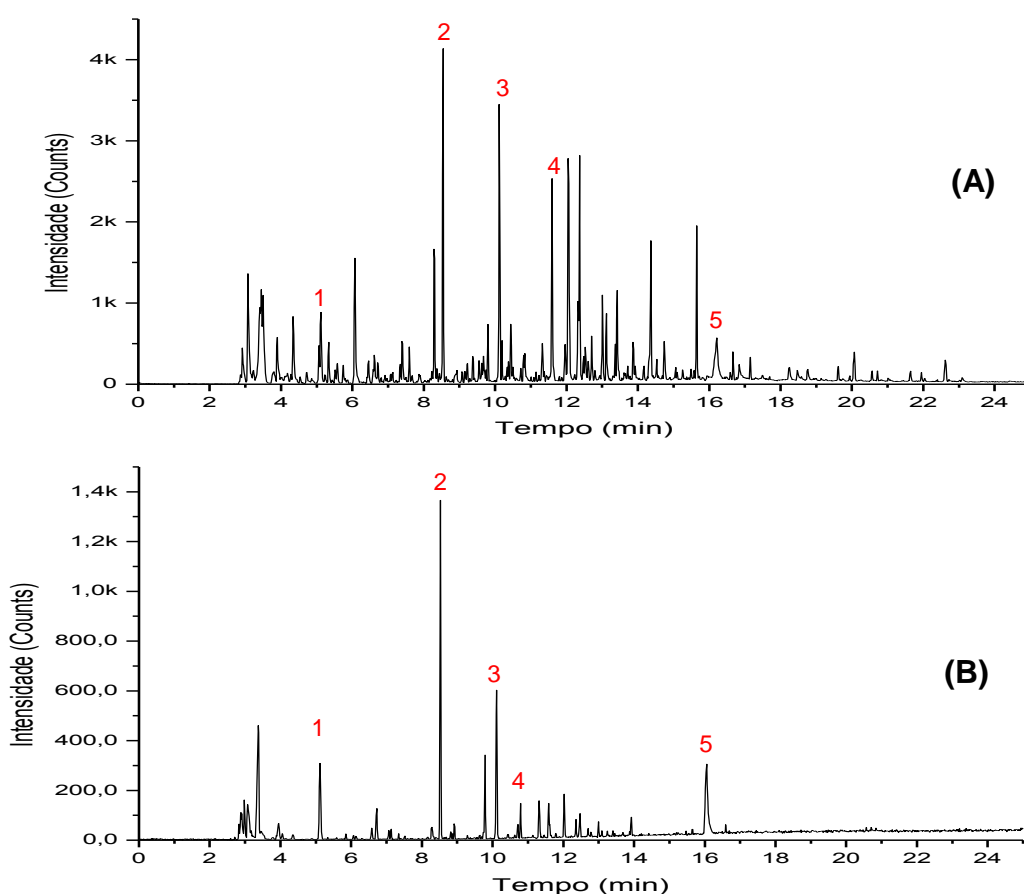 2
4k
3
3k
4
(A)
2k
Intensidade (Counts)
1
1k
5
0
0 2 4 6 8 10 12 14 16 18 20 22 24
Tempo (min)
2
1,4k
1,2k
1,0k
800,0
3
(B)
600,0
Intensidade (Counts)
1
5
400,0
4
200,0
0,0
0 2 4 6 8 10 12 14 16 18 20 22 24
Tempo (min)